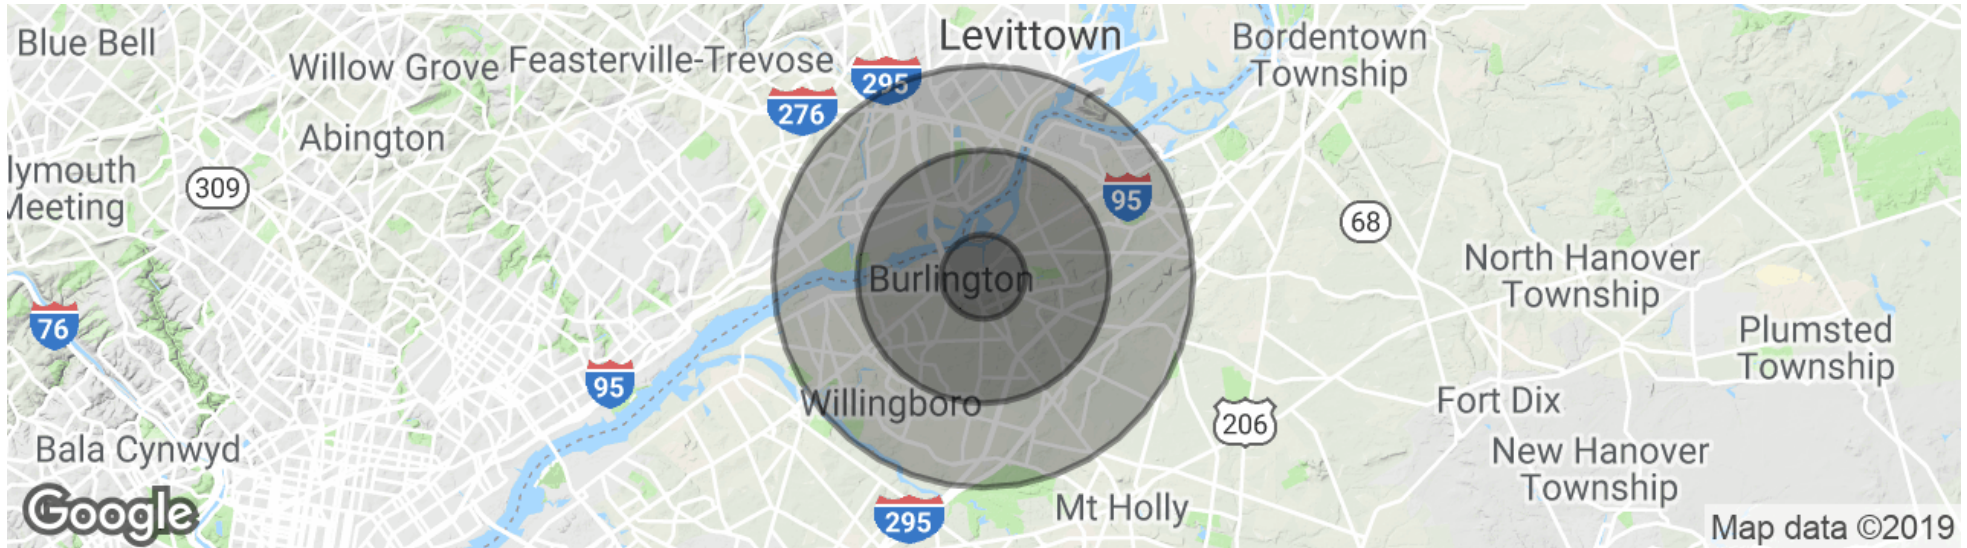 Blue Bell
Willow Grove
Feasterville-Trevose
Levittown
Bordentown
Township
295
276
Abington
lymouth
Meeting
309
95
68
Burlington
North Hanover
Township
76
Plumsted
Township
95
Willingboro
206
Fort Dix
Bala Cynwyd
New Hanover
Township
Mt Holly
295
Google
Map data ©2019